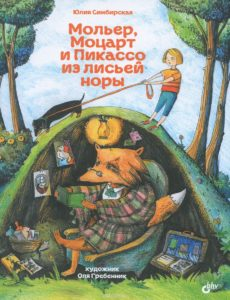 Юлия Симбирская
Мольер,
Моцарт
и Пикассо
из лисьей
норы
художник
Оля Гребенник
bhv